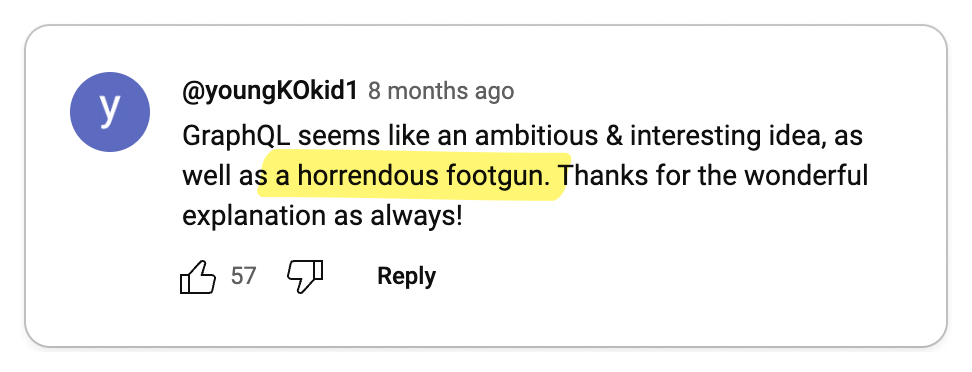 y
@youngKOkid1 8 months ago
GraphQL seems like an ambitious & interesting idea, as
well as a horrendous footgun. Thanks for the wonderful
explanation as always!
57 Reply